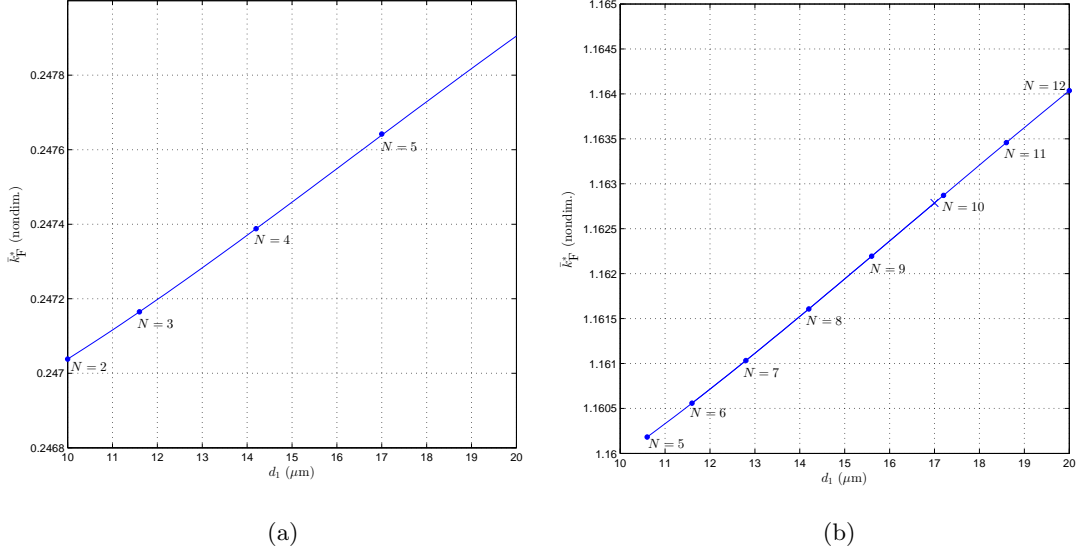 0.2478
0.2476
0.2474
0.2472
0.247
0.2468
k̄*F (nondim.)
N = 2
N = 3
N = 4
N = 5
10 11 12 13 14 15 16 17 18 19 20
d1 (μm)
(a)
1.165
1.1645
1.164
1.1635
1.163
1.1625
1.162
1.1615
1.161
1.1605
1.16
k̄*F (nondim.)
N = 12
N = 11
N = 10
N = 9
N = 8
N = 7
N = 6
N = 5
10 11 12 13 14 15 16 17 18 19 20
d1 (μm)
(b)